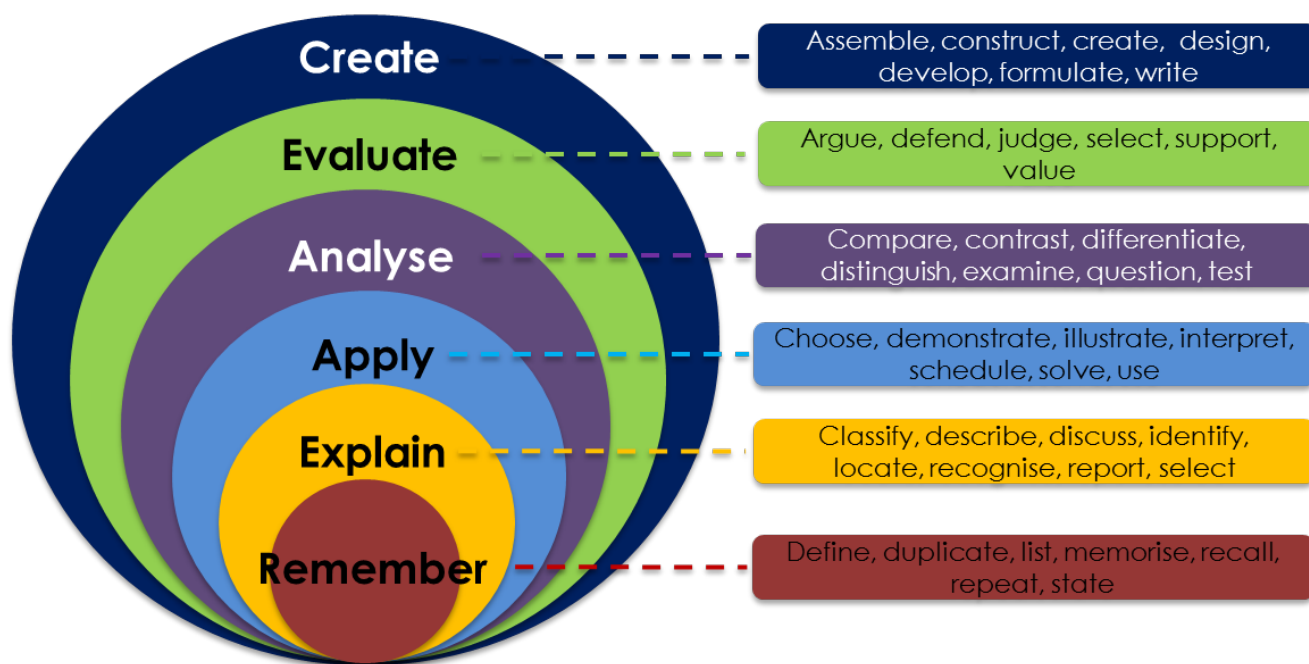 Create
Assemble, construct, create, design,
develop, formulate, write
Evaluate
Argue, defend, judge, select, support,
value
Analyse
Compare, contrast, differentiate,
distinguish, examine, question, test
Apply
Choose, demonstrate, illustrate, interpret,
schedule, solve, use
Explain
Classify, describe, discuss, identify,
locate, recognise, report, select
Remember
Define, duplicate, list, memorise, recall,
repeat, state